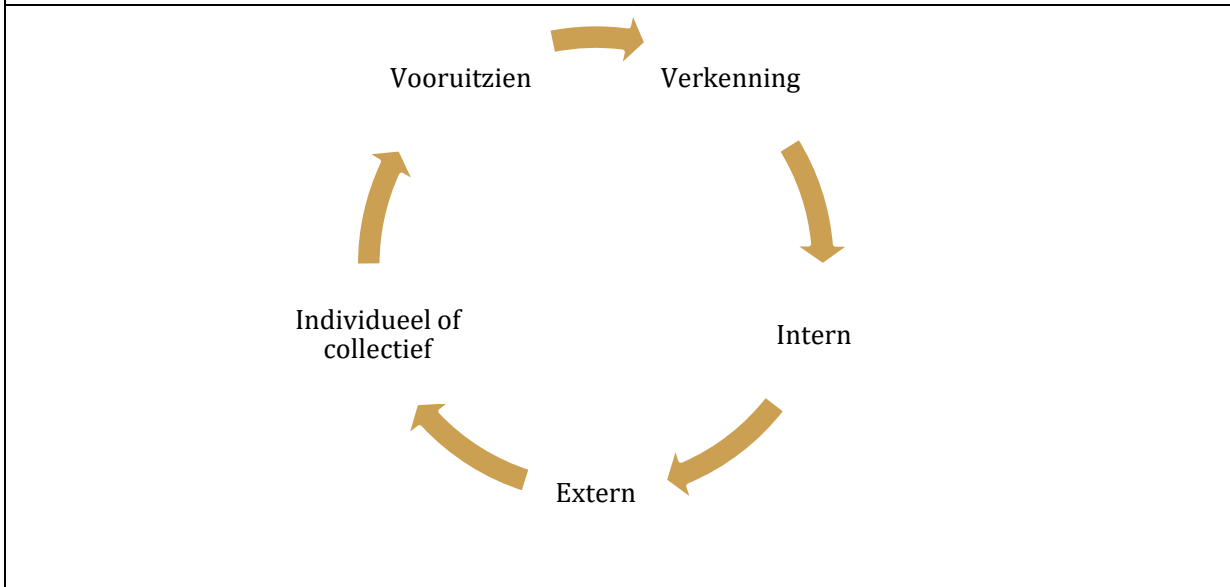 Vooruitzien
Verkenning
Individueel of
collectief
Intern
Extern